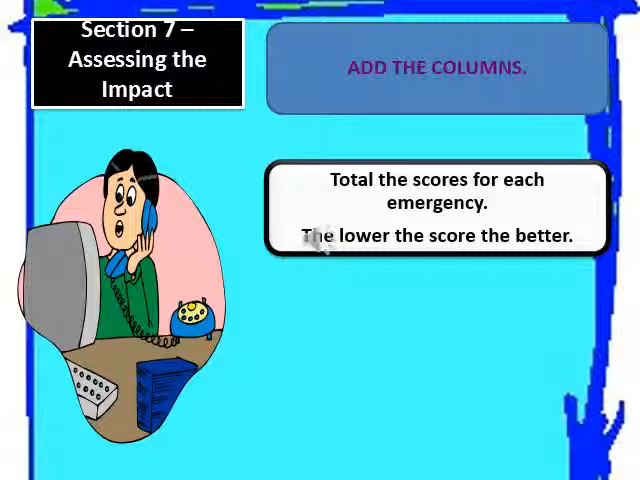 Section 7 –
Assessing the
Impact
ADD THE COLUMNS.
Total the scores for each
emergency.
The lower the score the better.